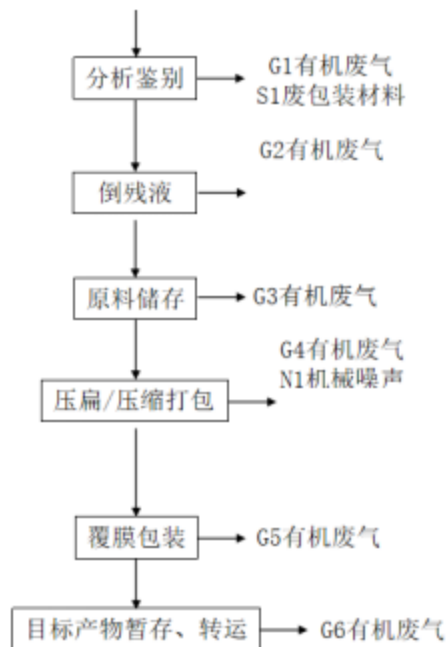 分析鉴别
G1有机废气
S1废包装材料
G2有机废气
倒残液
原料储存
G3有机废气
G4有机废气
N1机械噪声
压扁/压缩打包
覆膜包装
G5有机废气
目标产物暂存、转运
G6有机废气